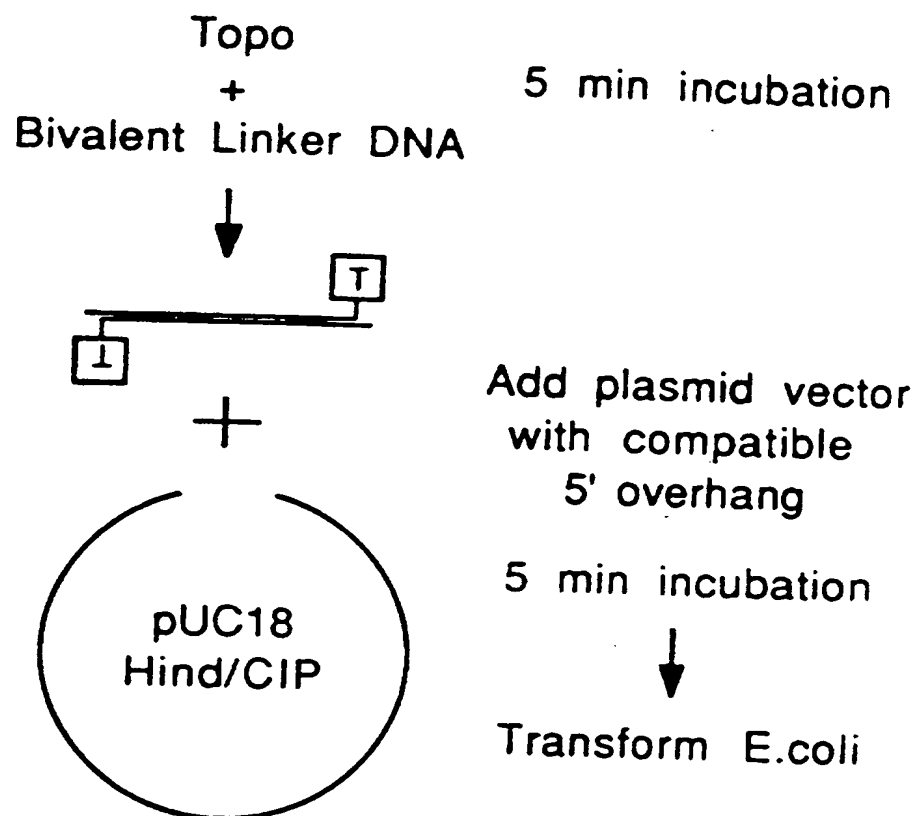 Topo
+
Bivalent Linker DNA
5 min incubation
T
T
+
Add plasmid vector
with compatible
5' overhang
pUC18
Hind/CIP
5 min incubation
Transform E.coli